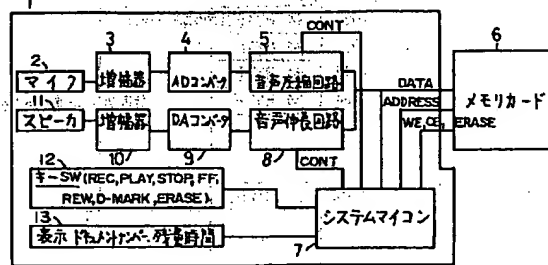 1
2
マイク
3
増幅器
4
ADコンバータ
5
音声圧縮回路
CONT
6
メモリカード
DATA
ADDRESS
WE, CE, ERASE
11
スピーカ
増幅器
10
DAコンバータ
9
音声伸長回路
8
CONT
12
キーSW(REC,PLAY,STOP,FF,
REW,D-MARK,ERASE)
システムマイコン
7
13
表示 ドキュメントナンバー, 残量時間